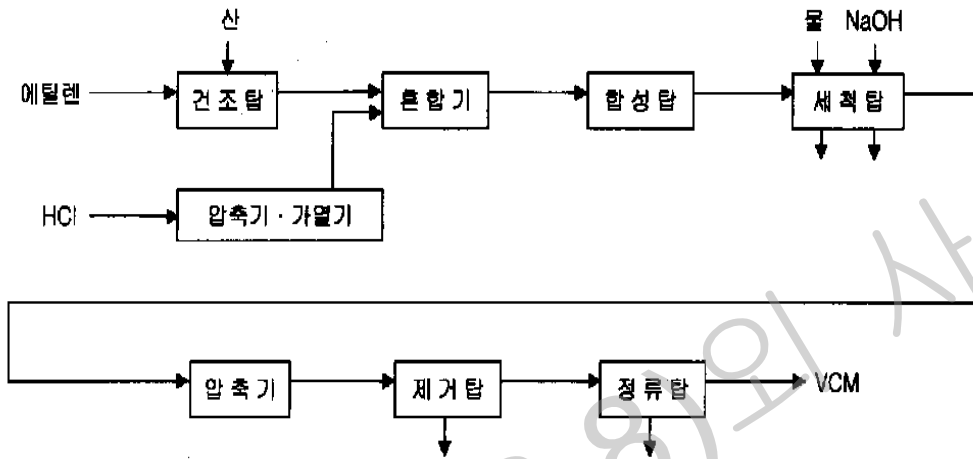 산
물 NaOH
에틸렌
건조탑
혼합기
합성탑
세척탑
HCl
압축기·가열기
압축기
제거탑
정류탑
VCM